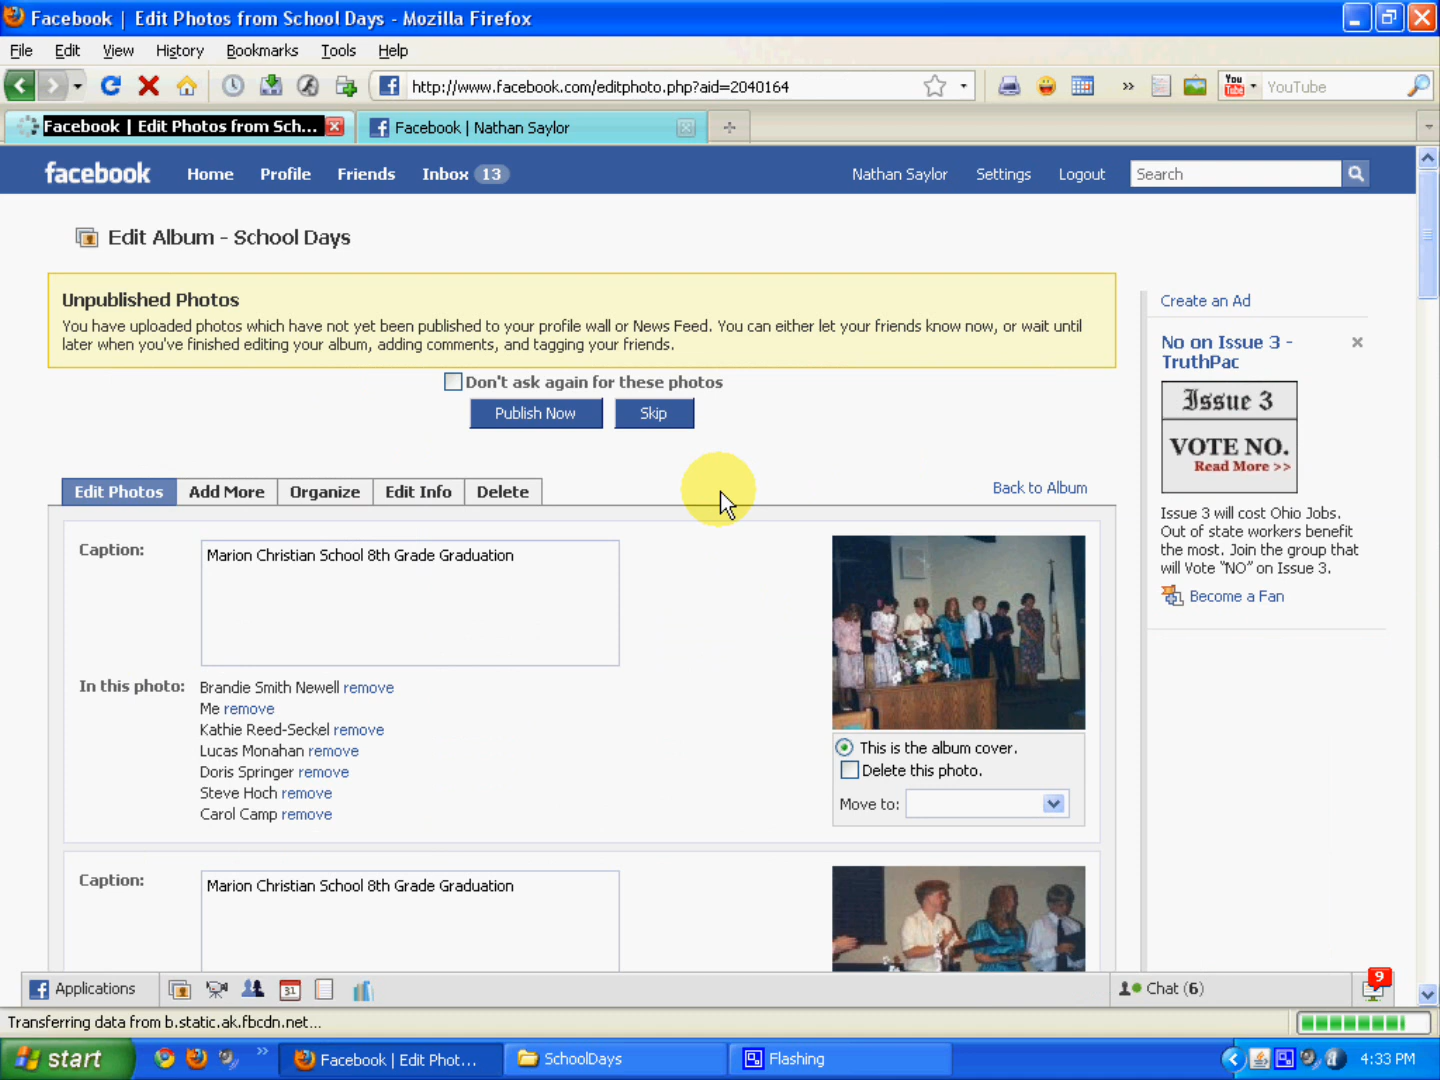 Facebook | Edit Photos from School Days - Mozilla Firefox
File Edit View History Bookmarks Tools Help
http://www.facebook.com/editphoto.php?aid=2040164
You Tube YouTube
Facebook | Edit Photos from Sch...
Facebook | Nathan Saylor
facebook Home Profile Friends Inbox 13 Nathan Saylor Settings Logout Search
Edit Album - School Days
Unpublished Photos
You have uploaded photos which have not yet been published to your profile wall or News Feed. You can either let your friends know now, or wait until
later when you've finished editing your album, adding comments, and tagging your friends.
Don't ask again for these photos
Publish Now Skip
Edit Photos Add More Organize Edit Info Delete
Back to Album
Caption:
Marion Christian School 8th Grade Graduation
In this photo:
Brandie Smith Newell remove
Me remove
Kathie Reed-Seckel remove
Lucas Monahan remove
Doris Springer remove
Steve Hoch remove
Carol Camp remove
This is the album cover.
Delete this photo.
Move to:
Caption:
Marion Christian School 8th Grade Graduation
Create an Ad
No on Issue 3 -
TruthPac
Issue 3
VOTE NO.
Read More >>
Issue 3 will cost Ohio Jobs.
Out of state workers benefit
the most. Join the group that
will Vote "NO" on Issue 3.
Become a Fan
Applications
31
Chat (6)
9
Transferring data from b.static.ak.fbcdn.net...
start
Facebook | Edit Phot...
SchoolDays
Flashing
4:33 PM